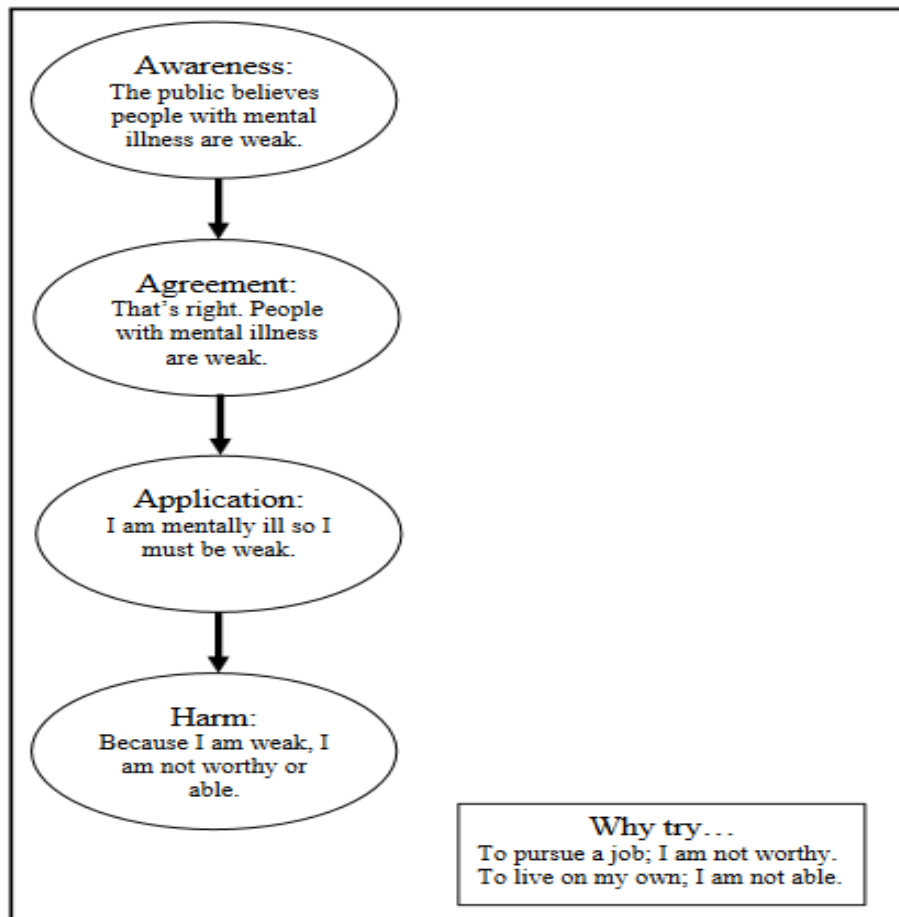 Awareness:
The public believes
people with mental
illness are weak.
Agreement:
That's right. People
with mental illness
are weak.
Application:
I am mentally ill so I
must be weak.
Harm:
Because I am weak, I
am not worthy or
able.
Why try…
To pursue a job; I am not worthy.
To live on my own; I am not able.